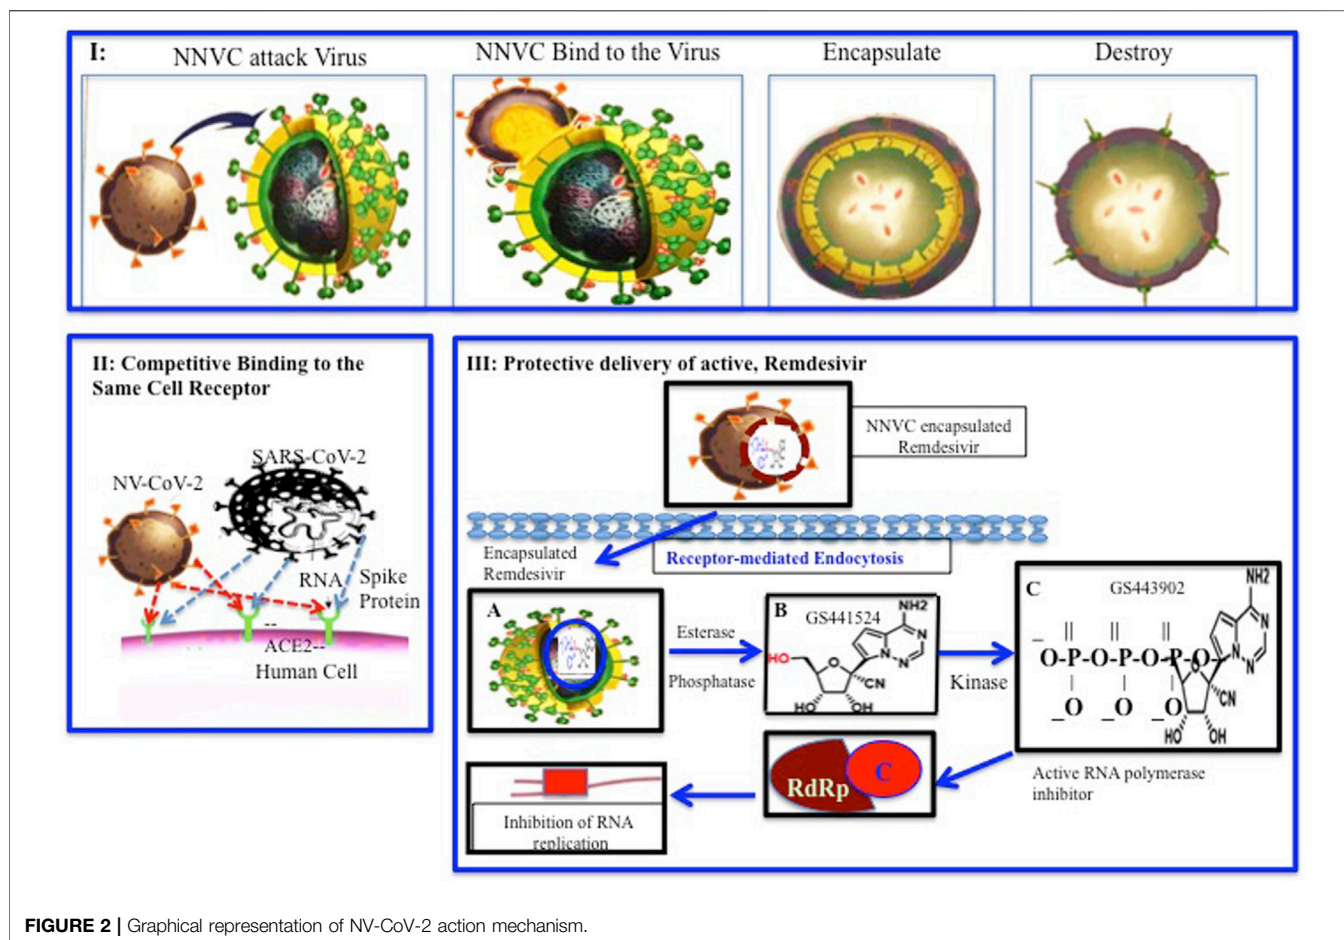 I:
NNVC attack Virus
NNVC Bind to the Virus
Encapsulate
Destroy
II: Competitive Binding to the
Same Cell Receptor
SARS-CoV-2
NV-CoV-2
RNA
Spike
Protein
--
ACE2--
Human Cell
III: Protective delivery of active, Remdesivir
NNVC encapsulated
Remdesivir
Encapsulated
Remdesivir
Receptor-mediated Endocytosis
A
Esterase
Phosphatase
B
GS441524
NH2
N
N
N
HO
O
CN
HO
OH
Kinase
C
GS443902
NH2
N
N
N
_ || || ||
O-P-O-P-O-P-O-
| | |
_O _O _O
O
CN
HO OH
Active RNA polymerase
inhibitor
RdRp
C
Inhibition of RNA
replication
FIGURE 2 | Graphical representation of NV-CoV-2 action mechanism.